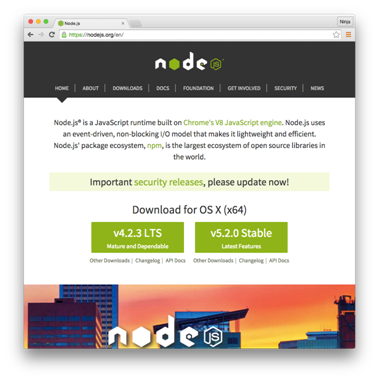 Node.js
Ninja
https://nodejs.org/en/
node
JS
HOME | ABOUT | DOWNLOADS | DOCS | FOUNDATION | GET INVOLVED | SECURITY | NEWS
Node.js® is a JavaScript runtime built on Chrome's V8 JavaScript engine. Node.js uses
an event-driven, non-blocking I/O model that makes it lightweight and efficient.
Node.js' package ecosystem, npm, is the largest ecosystem of open source libraries in
the world.
Important security releases, please update now!
Download for OS X (x64)
v4.2.3 LTS
Mature and Dependable
v5.2.0 Stable
Latest Features
Other Downloads | Changelog | API Docs
Other Downloads | Changelog | API Docs
node
JS